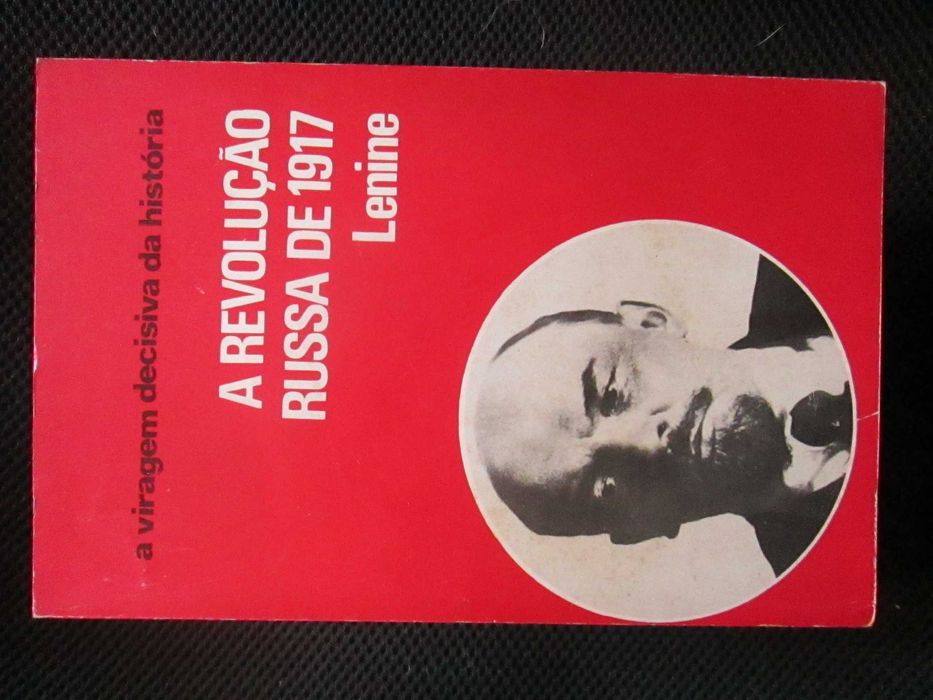 a viragem decisiva da história
A REVOLUÇÃO
RUSSA DE 1917
Lenine